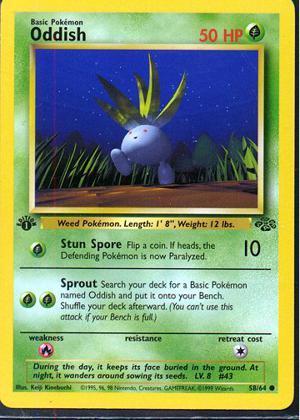 Basic Pokémon
Oddish
50 HP
EDITION
1
Weed Pokémon. Length: 1' 8", Weight: 12 lbs.
Stun Spore Flip a coin. If heads, the
Defending Pokémon is now Paralyzed.
10
Sprout Search your deck for a Basic Pokémon
named Oddish and put it onto your Bench.
Shuffle your deck afterward. (You can't use this
attack if your Bench is full.)
weakness
resistance
retreat cost
During the day, it keeps its face buried in the ground. At
night, it wanders around sowing its seeds. LV. 8 #43
Illus. Keiji Kinebuchi
©1995, 96, 98 Nintendo, Creatures, GAMEFREAK. ©1999 Wizards.
58/64